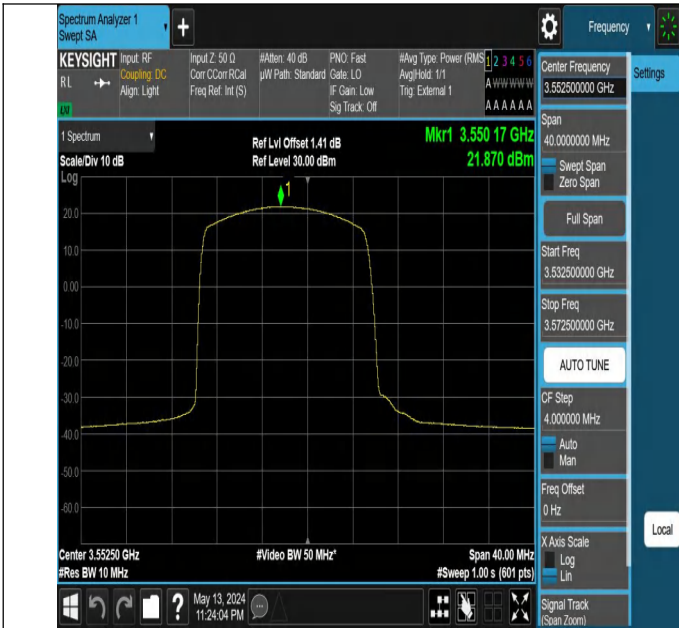 Spectrum Analyzer 1
Swept SA
+
Frequency
KEYSIGHT
RL
LXI
Input: RF
Coupling: DC
Align: Light
Input Z: 50 Ω
Corr CCorr RCal
Freq Ref: Int (S)
#Atten: 40 dB
µW Path: Standard
PNO: Fast
Gate: LO
IF Gain: Low
Sig Track: Off
#Avg Type: Power (RMS
Avg|Hold: 1/1
Trig: External 1
1 2 3 4 5 6
A W W W W W
A A A A A A
1 Spectrum
Scale/Div 10 dB
Log
Ref Lvl Offset 1.41 dB
Ref Level 30.00 dBm
Mkr1 3.550 17 GHz
21.870 dBm
1
20.0
10.0
0.00
-10.0
-20.0
-30.0
-40.0
-50.0
-60.0
Center 3.55250 GHz
#Res BW 10 MHz
#Video BW 50 MHz*
Span 40.00 MHz
#Sweep 1.00 s (601 pts)
?
May 13, 2024
11:24:04 PM
Center Frequency
3.552500000 GHz
Span
40.0000000 MHz
Swept Span
Zero Span
Full Span
Start Freq
3.532500000 GHz
Stop Freq
3.572500000 GHz
AUTO TUNE
CF Step
4.000000 MHz
Auto
Man
Freq Offset
0 Hz
X Axis Scale
Log
Lin
Signal Track
(Span Zoom)
Settings
Local